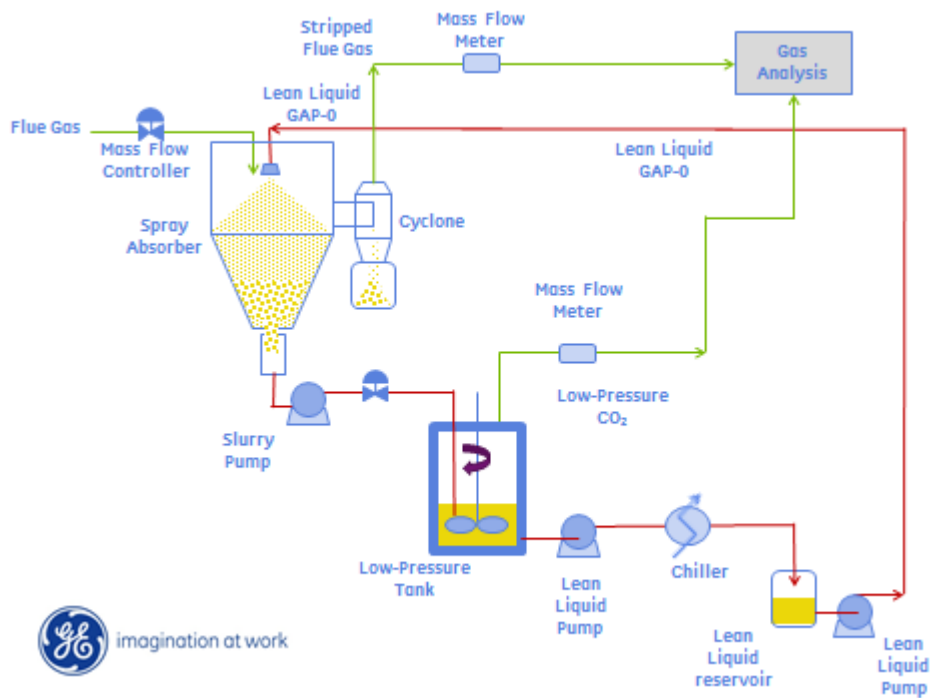 Stripped
Flue Gas
Mass Flow
Meter
Gas
Analysis
Lean Liquid
GAP-0
Flue Gas
Mass Flow
Controller
Lean Liquid
GAP-0
Spray
Absorber
Cyclone
Mass Flow
Meter
Low-Pressure
CO₂
Slurry
Pump
Low-Pressure
Tank
Lean
Liquid
Pump
Chiller
Lean
Liquid
reservoir
Lean
Liquid
Pump
GE
imagination at work